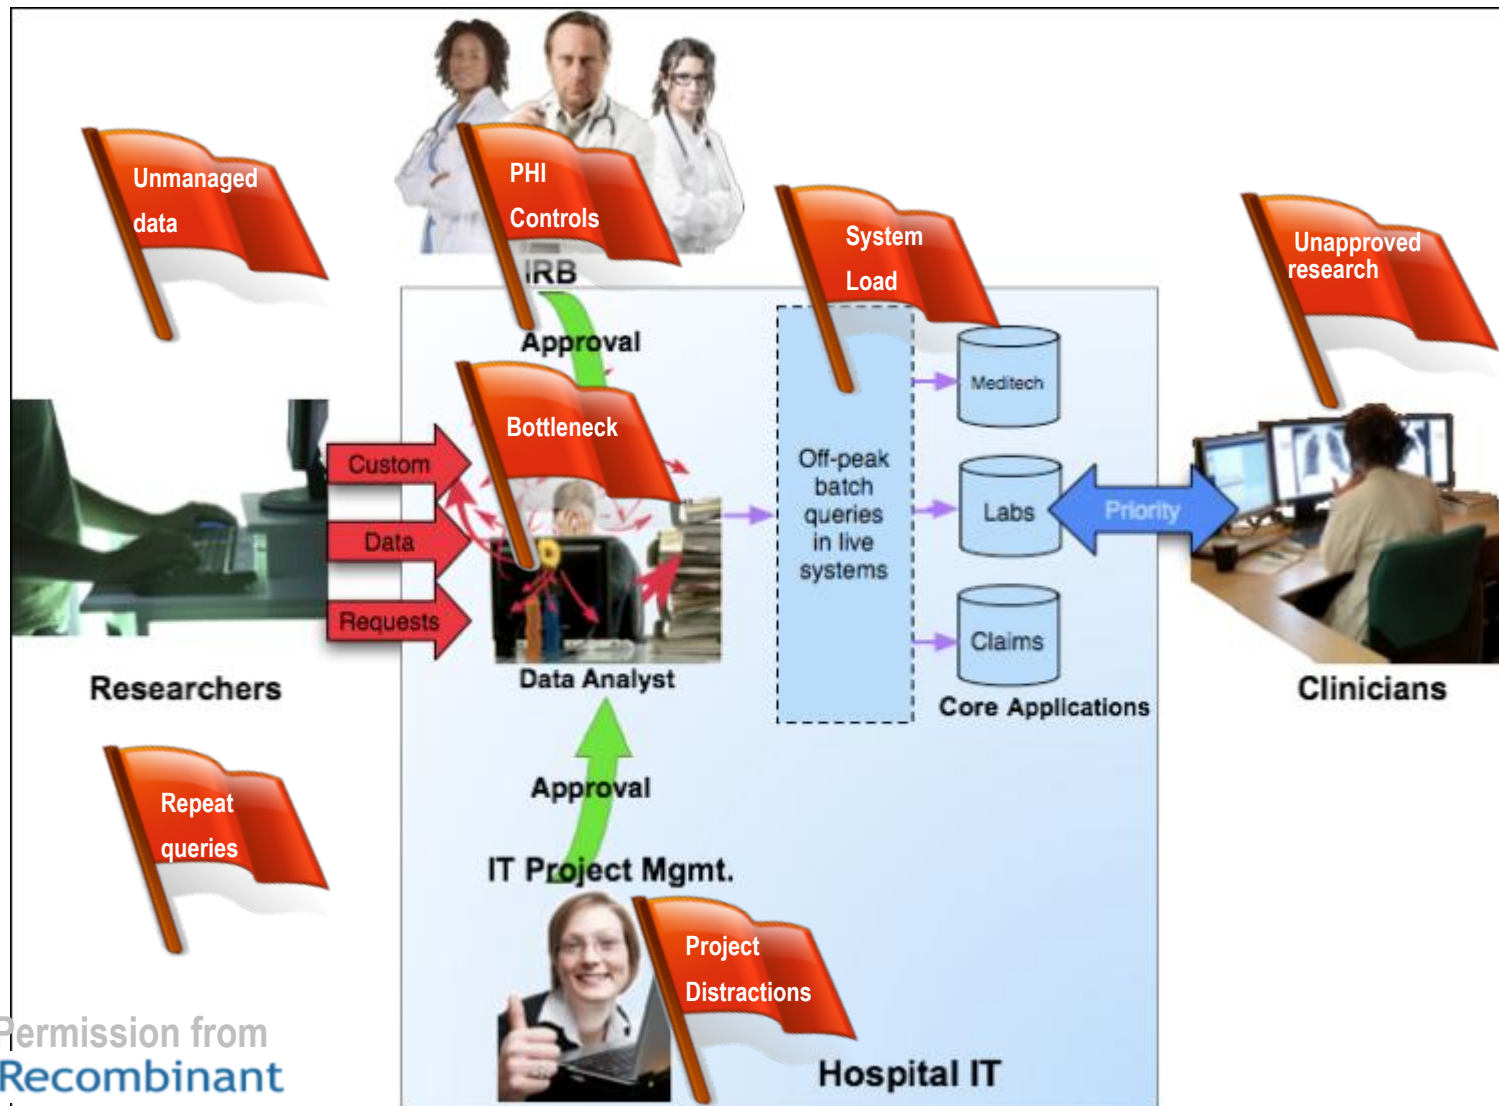 Unmanaged
data
PHI
Controls
System
Load
Unapproved
research
IRB
Approval
Bottleneck
Meditech
Custom
Data
Requests
Off-peak
batch
queries
in live
systems
Labs
Priority
Claims
Researchers
Data Analyst
Core Applications
Clinicians
Approval
Repeat
queries
IT Project Mgmt.
Project
Distractions
Permission from
Recombinant
Hospital IT